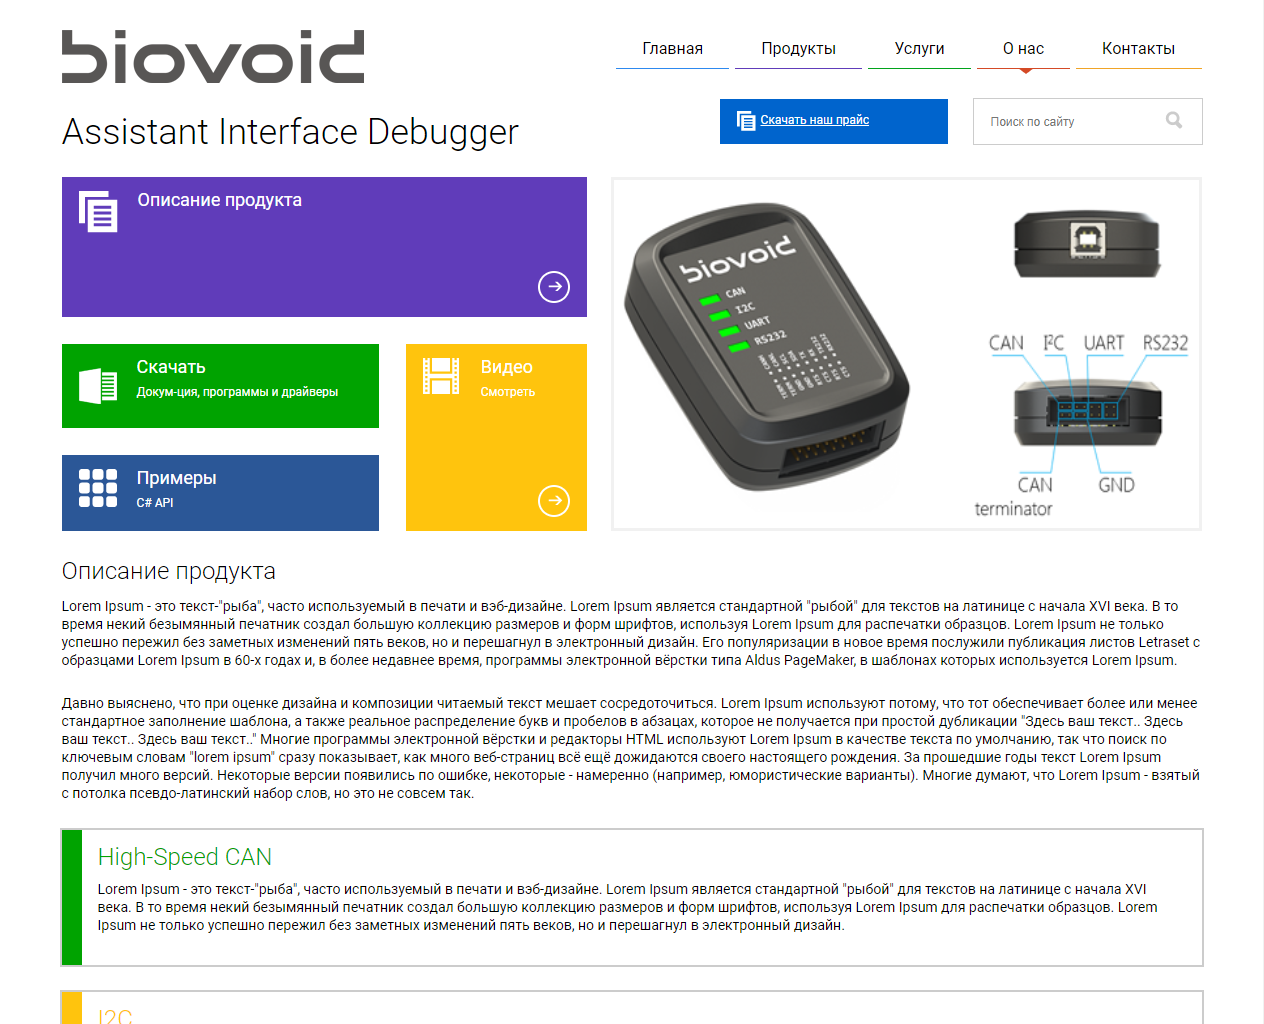 biovoid
Главная
Продукты
Услуги
О нас
Контакты
Assistant Interface Debugger
Скачать наш прайс
Поиск по сайту
Описание продукта
Скачать
Докум-ция, программы и драйверы
Видео
Смотреть
Примеры
C# API
biovoid
CAN
I2C
UART
RS232
CAN I²C UART RS232
CAN
terminator
GND
Описание продукта
Lorem Ipsum - это текст-"рыба", часто используемый в печати и вэб-дизайне. Lorem Ipsum является стандартной "рыбой" для текстов на латинице с начала XVI века. В то
время некий безымянный печатник создал большую коллекцию размеров и форм шрифтов, используя Lorem Ipsum для распечатки образцов. Lorem Ipsum не только
успешно пережил без заметных изменений пять веков, но и перешагнул в электронный дизайн. Его популяризации в новое время послужили публикация листов Letraset с
образцами Lorem Ipsum в 60-х годах и, в более недавнее время, программы электронной вёрстки типа Aldus PageMaker, в шаблонах которых используется Lorem Ipsum.
Давно выяснено, что при оценке дизайна и композиции читаемый текст мешает сосредоточиться. Lorem Ipsum используют потому, что тот обеспечивает более или менее
стандартное заполнение шаблона, а также реальное распределение букв и пробелов в абзацах, которое не получается при простой дубликации "Здесь ваш текст.. Здесь
ваш текст.. Здесь ваш текст.." Многие программы электронной вёрстки и редакторы HTML используют Lorem Ipsum в качестве текста по умолчанию, так что поиск по
ключевым словам "lorem ipsum" сразу показывает, как много веб-страниц всё ещё дожидаются своего настоящего рождения. За прошедшие годы текст Lorem Ipsum
получил много версий. Некоторые версии появились по ошибке, некоторые - намеренно (например, юмористические варианты). Многие думают, что Lorem Ipsum - взятый
с потолка псевдо-латинский набор слов, но это не совсем так.
High-Speed CAN
Lorem Ipsum - это текст-"рыба", часто используемый в печати и вэб-дизайне. Lorem Ipsum является стандартной "рыбой" для текстов на латинице с начала XVI
века. В то время некий безымянный печатник создал большую коллекцию размеров и форм шрифтов, используя Lorem Ipsum для распечатки образцов. Lorem
Ipsum не только успешно пережил без заметных изменений пять веков, но и перешагнул в электронный дизайн.
I2C